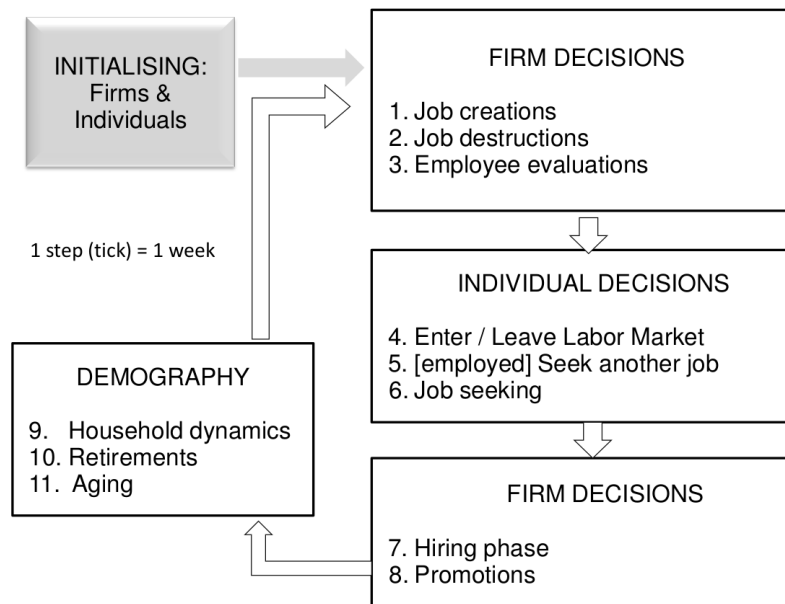 INITIALISING:
Firms &
Individuals
FIRM DECISIONS
1. Job creations
2. Job destructions
3. Employee evaluations
1 step (tick) = 1 week
INDIVIDUAL DECISIONS
4. Enter / Leave Labor Market
5. [employed] Seek another job
6. Job seeking
DEMOGRAPHY
9. Household dynamics
10. Retirements
11. Aging
FIRM DECISIONS
7. Hiring phase
8. Promotions